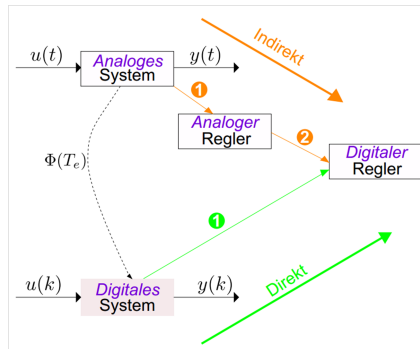 u(t)
Analoges
System
y(t)
Indirekt
1
Analoger
Regler
2
Digitaler
Regler
Φ(T_e)
1
u(k)
Digitales
System
y(k)
Direkt